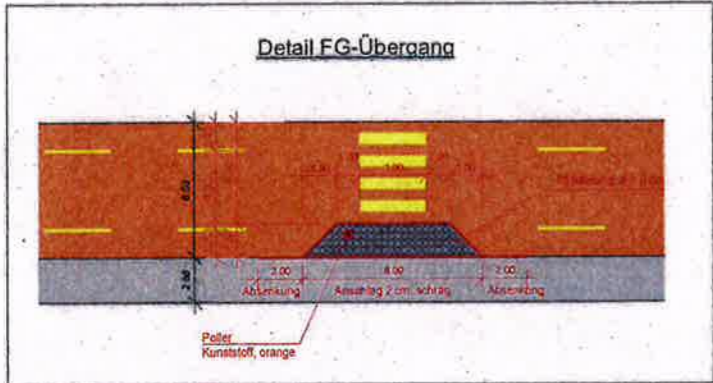 Detail FG-Übergang
6.50
2.00
2.00 8.00 2.00
Absenkung Anschlag 2 cm, schräg Absenkung
Poller
Kunststoff, orange